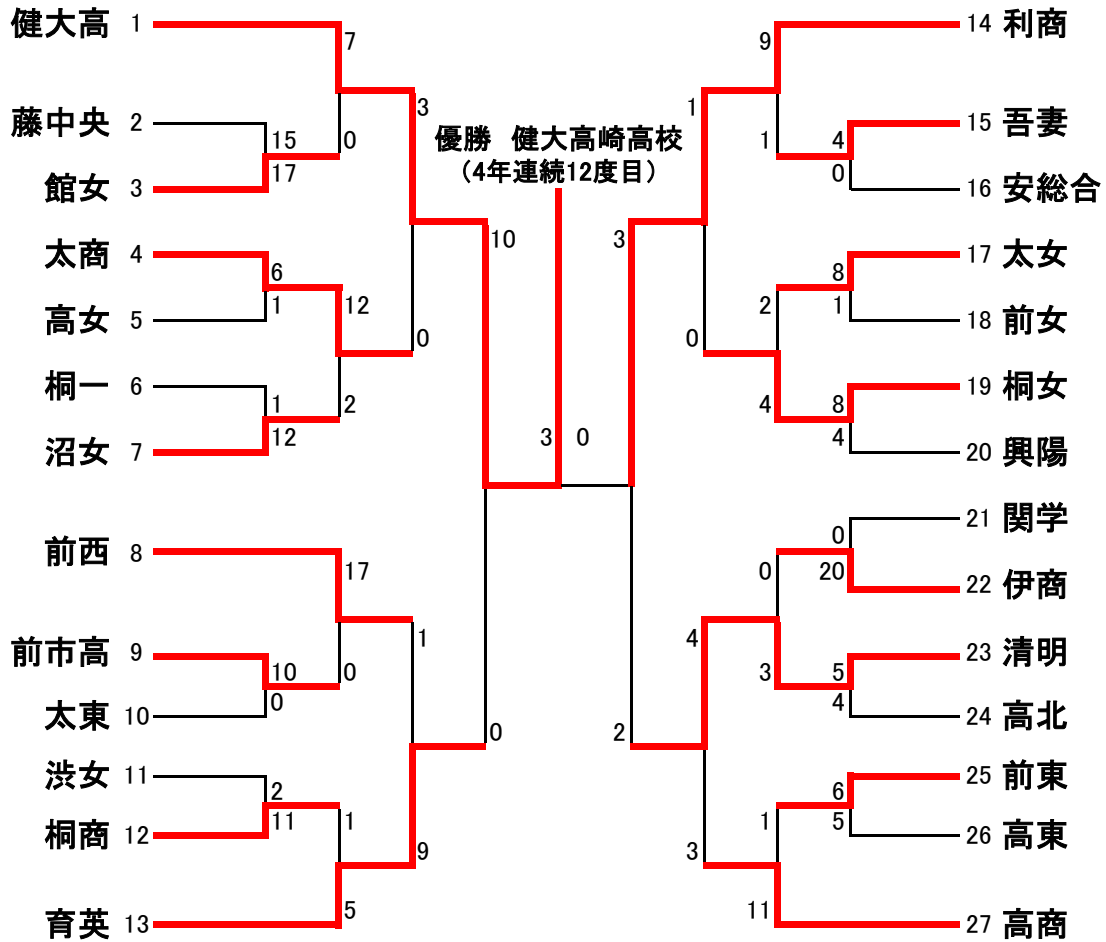 優勝 健大高崎高校
(4年連続12度目)
健大高 1
藤中央 2
館女 3
太商 4
高女 5
桐一 6
沼女 7
前西 8
前市高 9
太東 10
渋女 11
桐商 12
育英 13
7
0
15
17
6
1
12
2
1
12
3
0
10
17
0
10
0
2
11
1
5
1
9
0
3 0
14 利商
15 吾妻
16 安総合
17 太女
18 前女
19 桐女
20 興陽
21 関学
22 伊商
23 清明
24 高北
25 前東
26 高東
27 高商
9
1
4
0
8
1
2
4
8
4
1
0
3
0
20
0
3
5
4
6
5
1
11
4
3
2